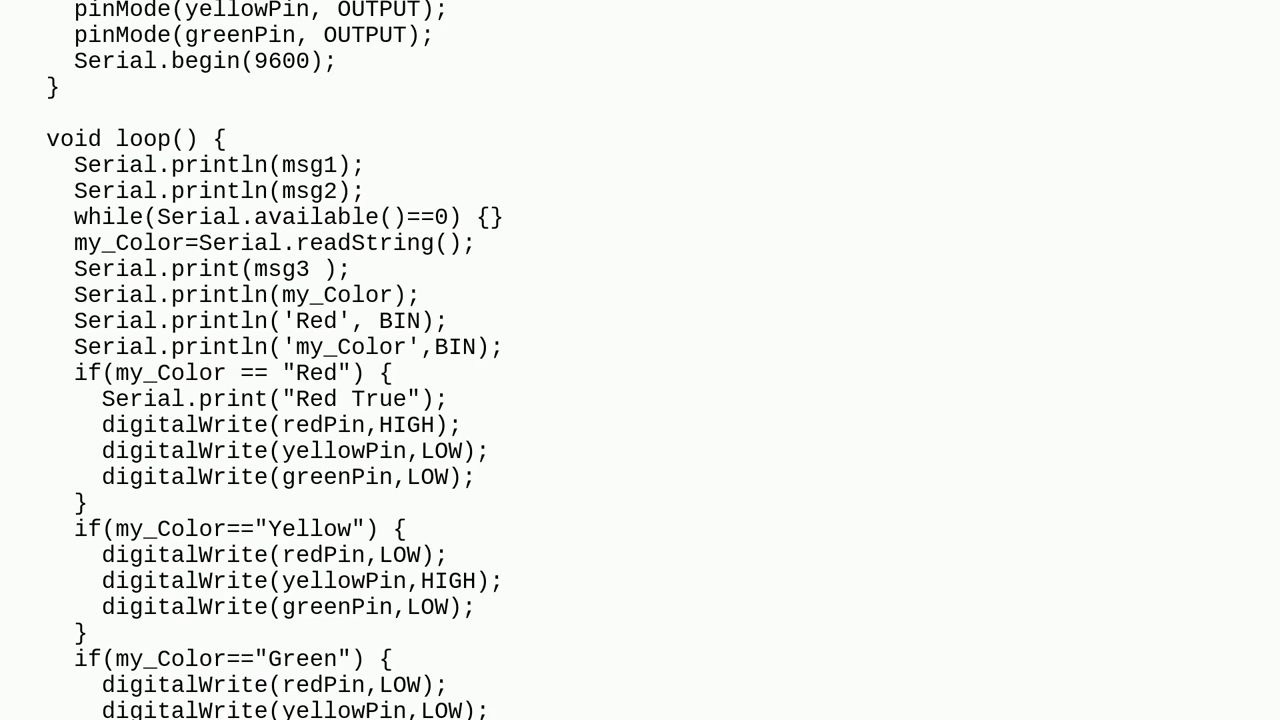 pinMode(yellowPin, OUTPUT);
pinMode(greenPin, OUTPUT);
Serial.begin(9600);
}
void loop() {
Serial.println(msg1);
Serial.println(msg2);
while(Serial.available()==0) {}
my_Color=Serial.readString();
Serial.print(msg3 );
Serial.println(my_Color);
Serial.println('Red', BIN);
Serial.println('my_Color',BIN);
if(my_Color == "Red") {
Serial.print("Red True");
digitalWrite(redPin,HIGH);
digitalWrite(yellowPin,LOW);
digitalWrite(greenPin,LOW);
}
if(my_Color=="Yellow") {
digitalWrite(redPin,LOW);
digitalWrite(yellowPin,HIGH);
digitalWrite(greenPin,LOW);
}
if(my_Color=="Green") {
digitalWrite(redPin,LOW);
digitalWrite(yellowPin,LOW);